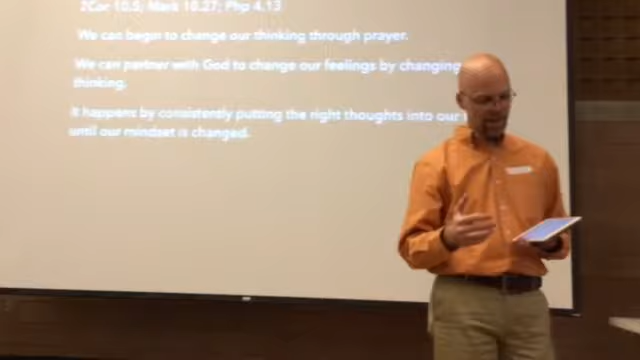 2Cor 10.5; Mark 10.27; Php 4.13
We can begin to change our thinking through prayer.
We can partner with God to change our feelings by changing
thinking.
It happens by consistently putting the right thoughts into our
until our mindset is changed.